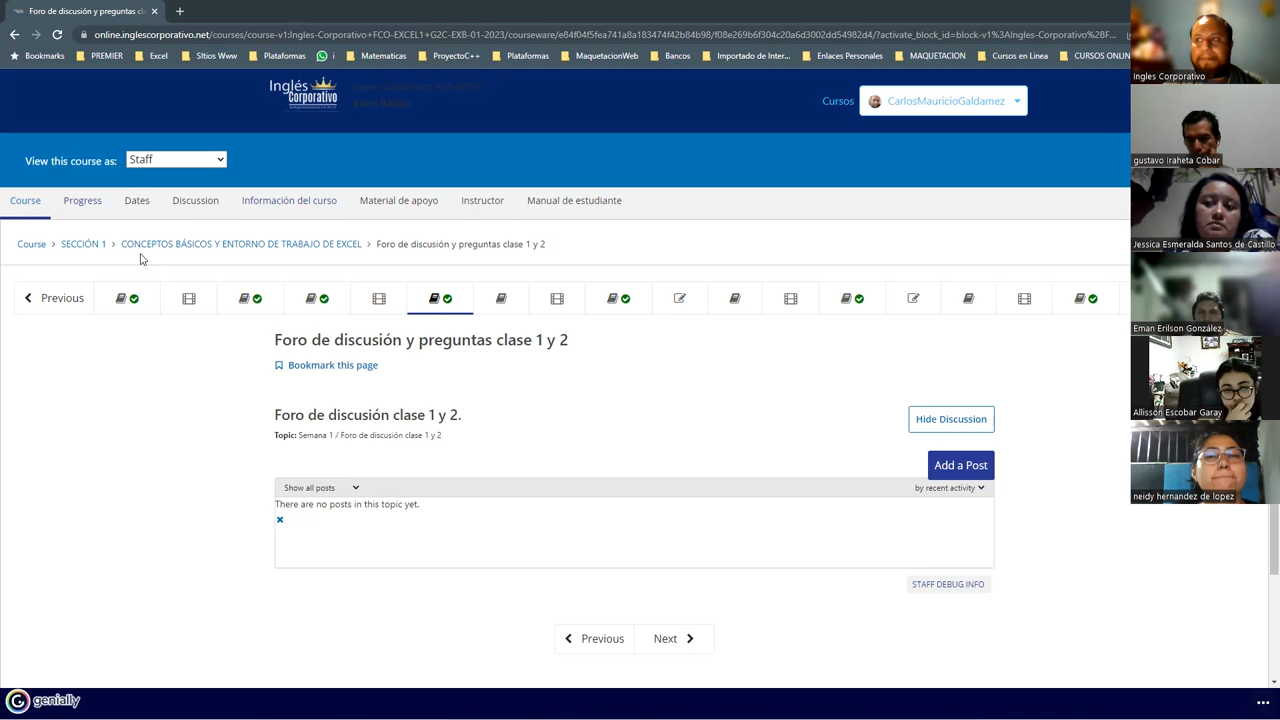 Foro de discusión y preguntas cla
online.inglescorporativo.net/courses/course-v1:Ingles-Corporativo+FCO-EXCEL1+G2C-EXB-01-2023/courseware/e84f04f5fea741a8a183474f42b84b98/f08e269b6f304c20a6d3002dd54982d4/?activate_block_id=block-v1%3AIngles-Corporativo%2BF...
Bookmarks
PREMIER
Excel
Sitios Www
Plataformas
i
Matematicas
ProyectoC++
Plataformas
MaquetacionWeb
Bancos
Importado de Inter...
Enlaces Personales
MAQUETACION
Cursos en Linea
CURSOS ONLIN
Inglés
Corporativo
Excel Básico
Cursos
CarlosMauricioGaldamez
View this course as:
Staff
Course
Progress
Dates
Discussion
Información del curso
Material de apoyo
Instructor
Manual de estudiante
Course > SECCIÓN 1 > CONCEPTOS BÁSICOS Y ENTORNO DE TRABAJO DE EXCEL > Foro de discusión y preguntas clase 1 y 2
Previous
Foro de discusión y preguntas clase 1 y 2
Bookmark this page
Foro de discusión clase 1 y 2.
Hide Discussion
Topic: Semana 1 / Foro de discusión clase 1 y 2
Add a Post
Show all posts
by recent activity
There are no posts in this topic yet.
STAFF DEBUG INFO
Previous
Next
genially
Ingles Corporativo
gustavo Iraheta Cobar
Jessica Esmeralda Santos de Castillo
Eman Erilson González
Allisson Escobar Garay
neidy hernandez de lopez